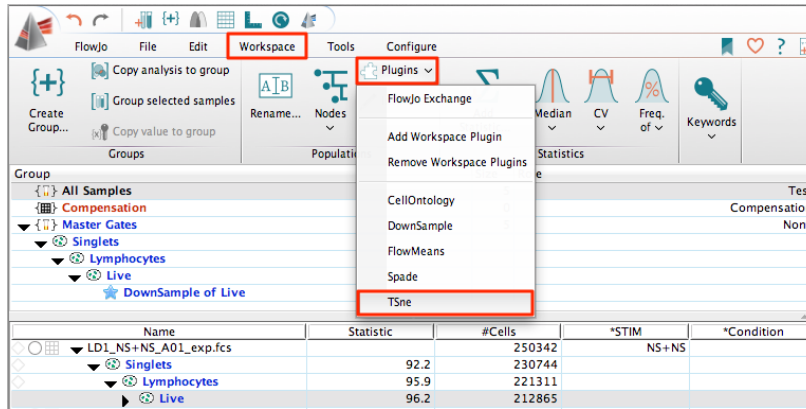 FlowJo File Edit Workspace Tools Configure
Copy analysis to group
Group selected samples
Copy value to group
Create Group...
Groups
Rename...
Nodes
Populati
Plugins
FlowJo Exchange
Add Workspace Plugin
Remove Workspace Plugins
CellOntology
DownSample
FlowMeans
Spade
TSne
Median
CV
Freq. of
Statistics
Keywords
Group e
All Samples Tes
Compensation Compensatio
Master Gates Non
Singlets
Lymphocytes
Live
DownSample of Live
Name Statistic #Cells *STIM *Condition
LD1_NS+NS_A01_exp.fcs 250342 NS+NS
Singlets 92.2 230744
Lymphocytes 95.9 221311
Live 96.2 212865